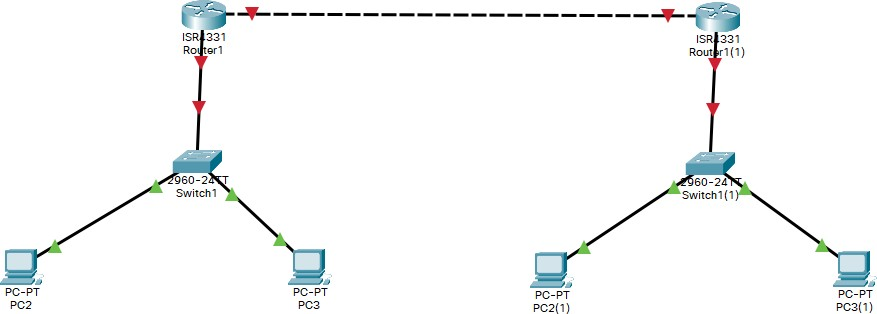 ISR4331
Router1
ISR4331
Router1(1)
2960-24TT
Switch1
2960-24TT
Switch1(1)
PC-PT
PC2
PC-PT
PC3
PC-PT
PC2(1)
PC-PT
PC3(1)